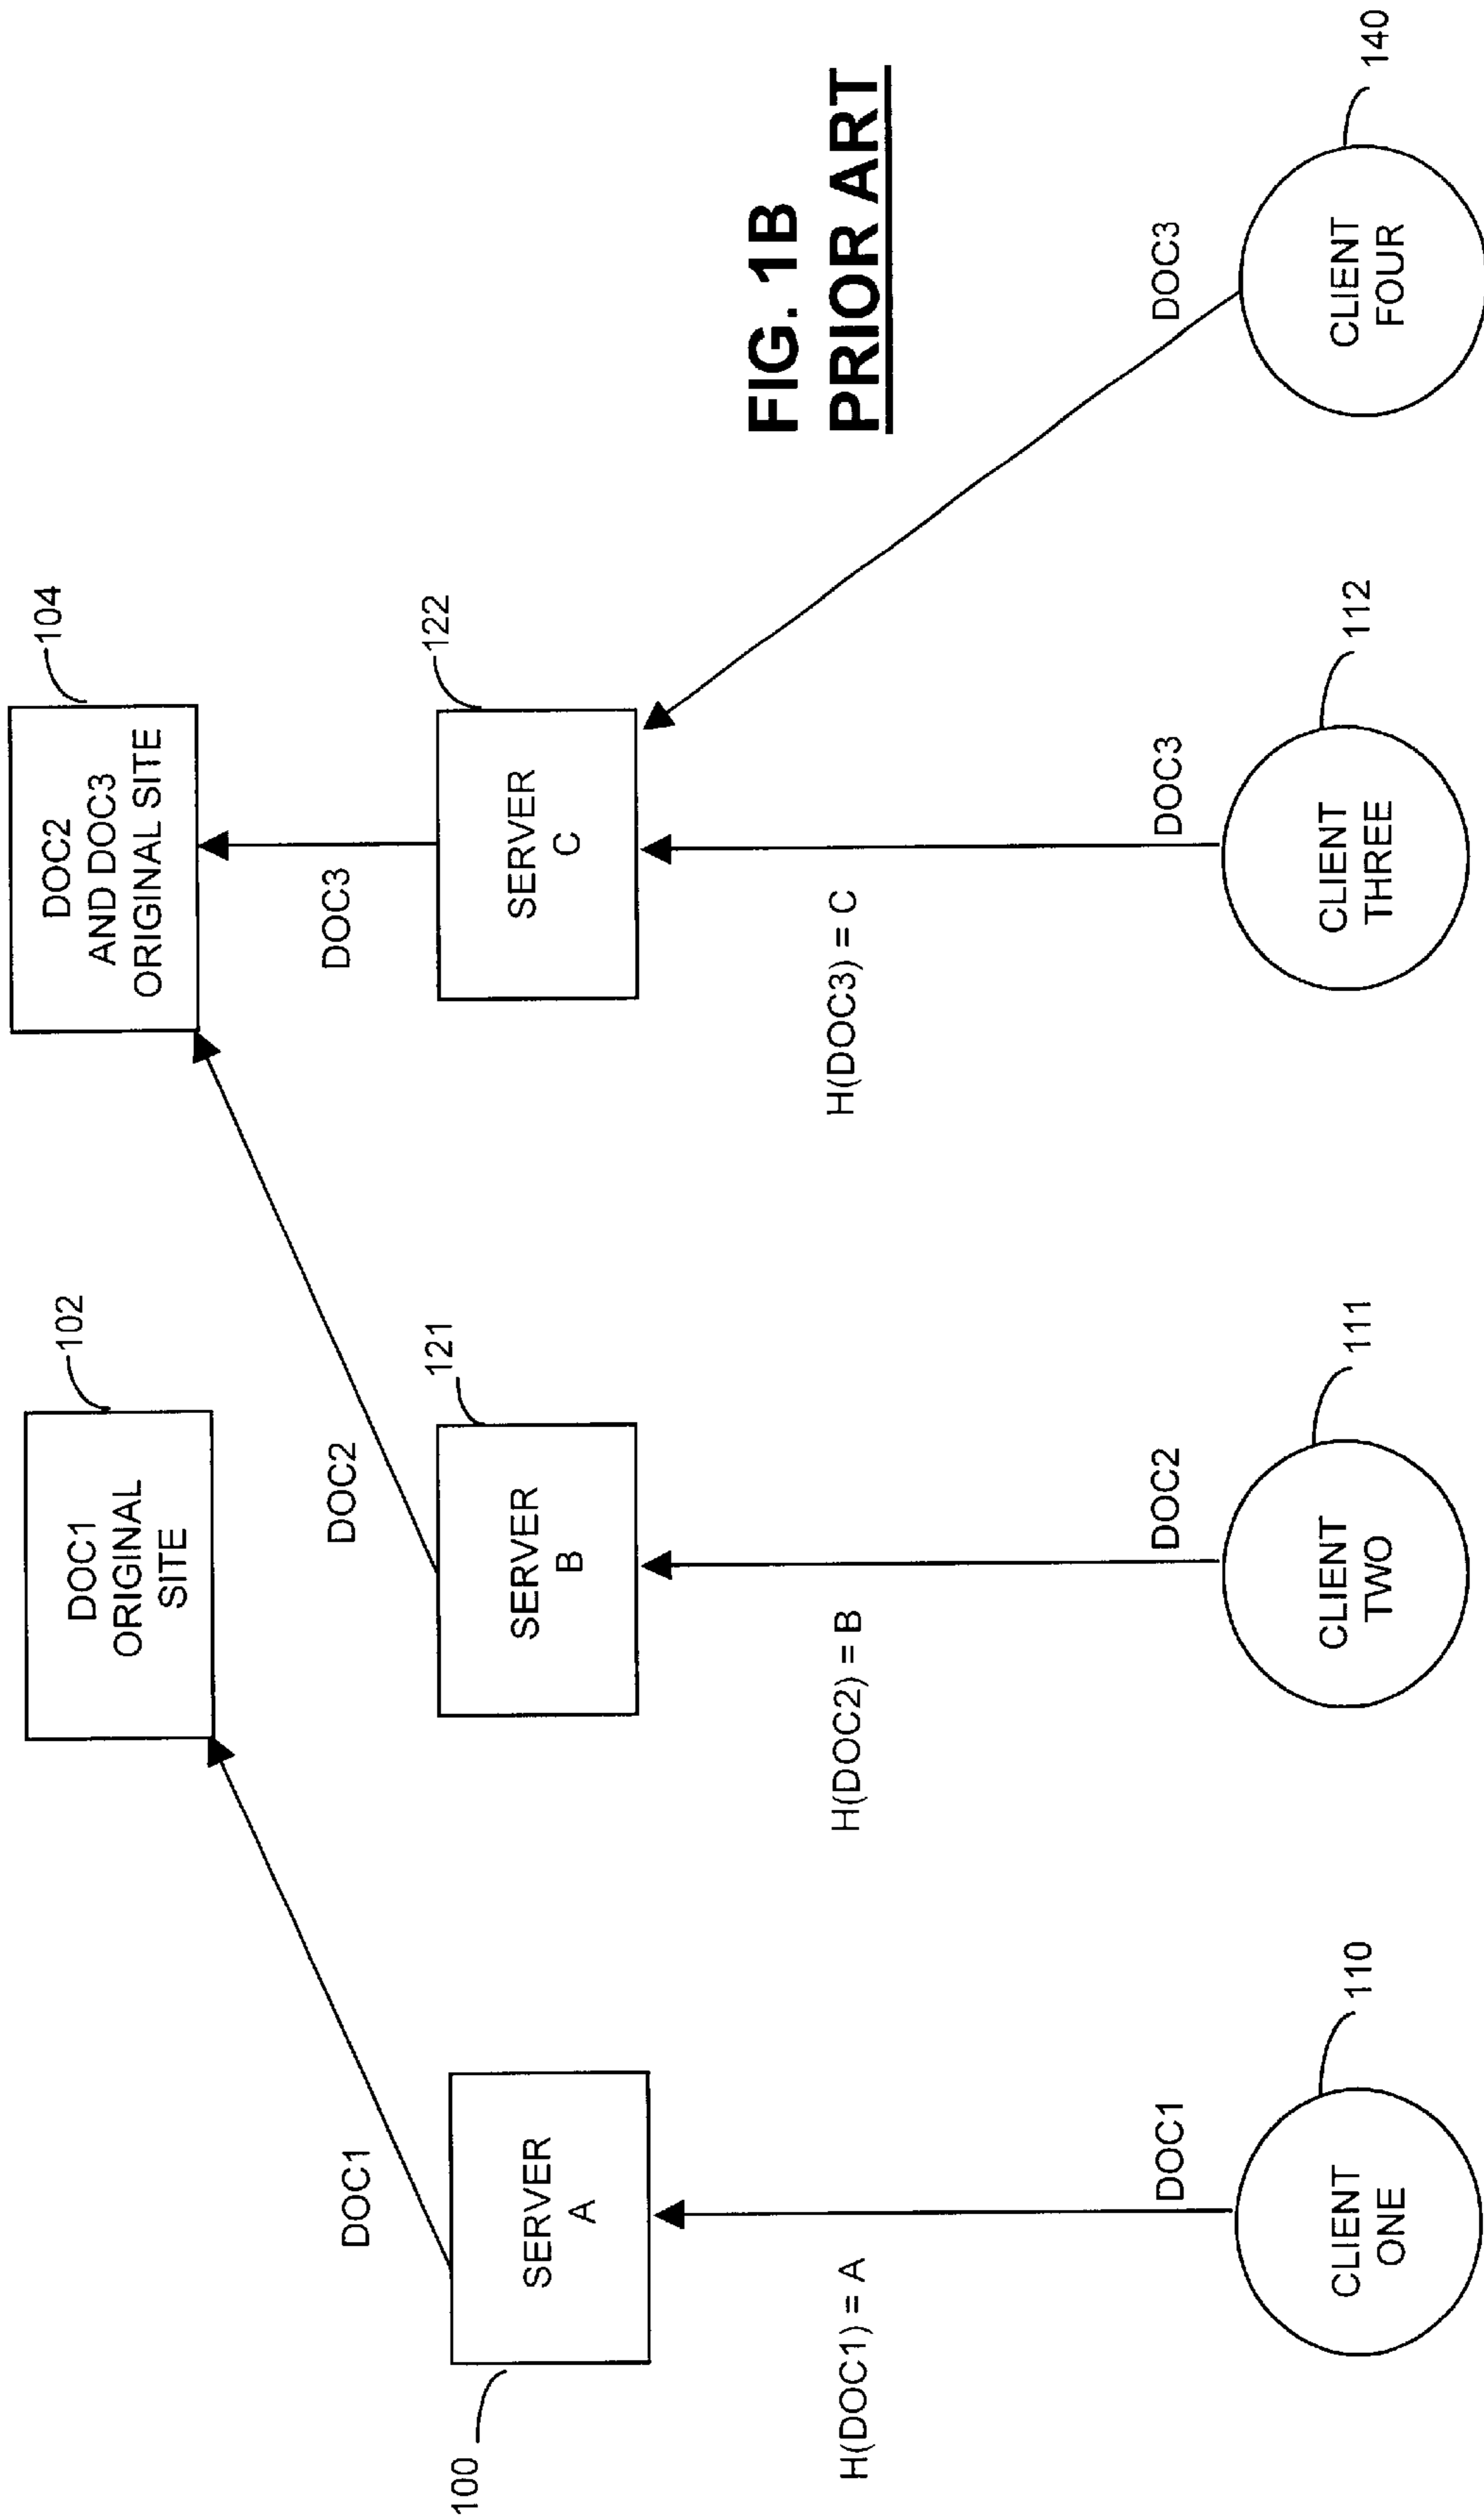 102
104
DOC1
ORIGINAL
SITE
DOC2
AND DOC3
ORIGINAL SITE
DOC1
DOC2
DOC3
100
121
122
SERVER
A
SERVER
B
SERVER
C
FIG. 1B
PRIOR ART
H(DOC1) = A
H(DOC2) = B
H(DOC3) = C
DOC1
DOC2
DOC3
DOC3
110
111
112
140
CLIENT
ONE
CLIENT
TWO
CLIENT
THREE
CLIENT
FOUR